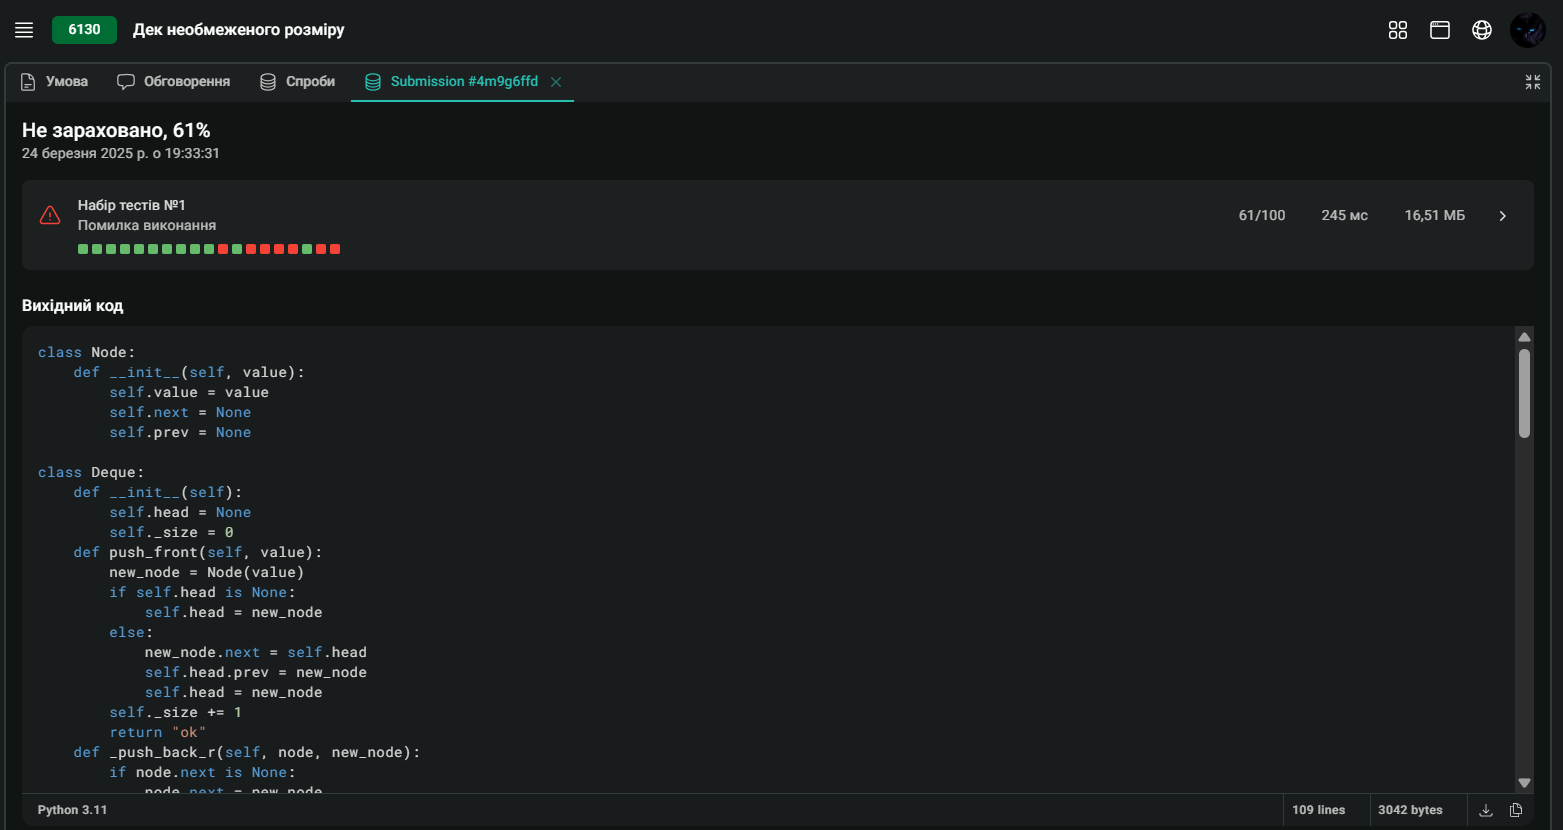 6130 Дек необмеженого розміру
Умова Обговорення Спроби Submission #4m9g6ffd
Не зараховано, 61%
24 березня 2025 р. о 19:33:31
Набір тестів №1
Помилка виконання
61/100 245 мс 16,51 МБ
Вихідний код
class Node:
    def __init__(self, value):
        self.value = value
        self.next = None
        self.prev = None
class Deque:
    def __init__(self):
        self.head = None
        self._size = 0
    def push_front(self, value):
        new_node = Node(value)
        if self.head is None:
            self.head = new_node
        else:
            new_node.next = self.head
            self.head.prev = new_node
            self.head = new_node
        self._size += 1
        return "ok"
    def _push_back_r(self, node, new_node):
        if node.next is None:
            node.next = new_node
Python 3.11 109 lines 3042 bytes